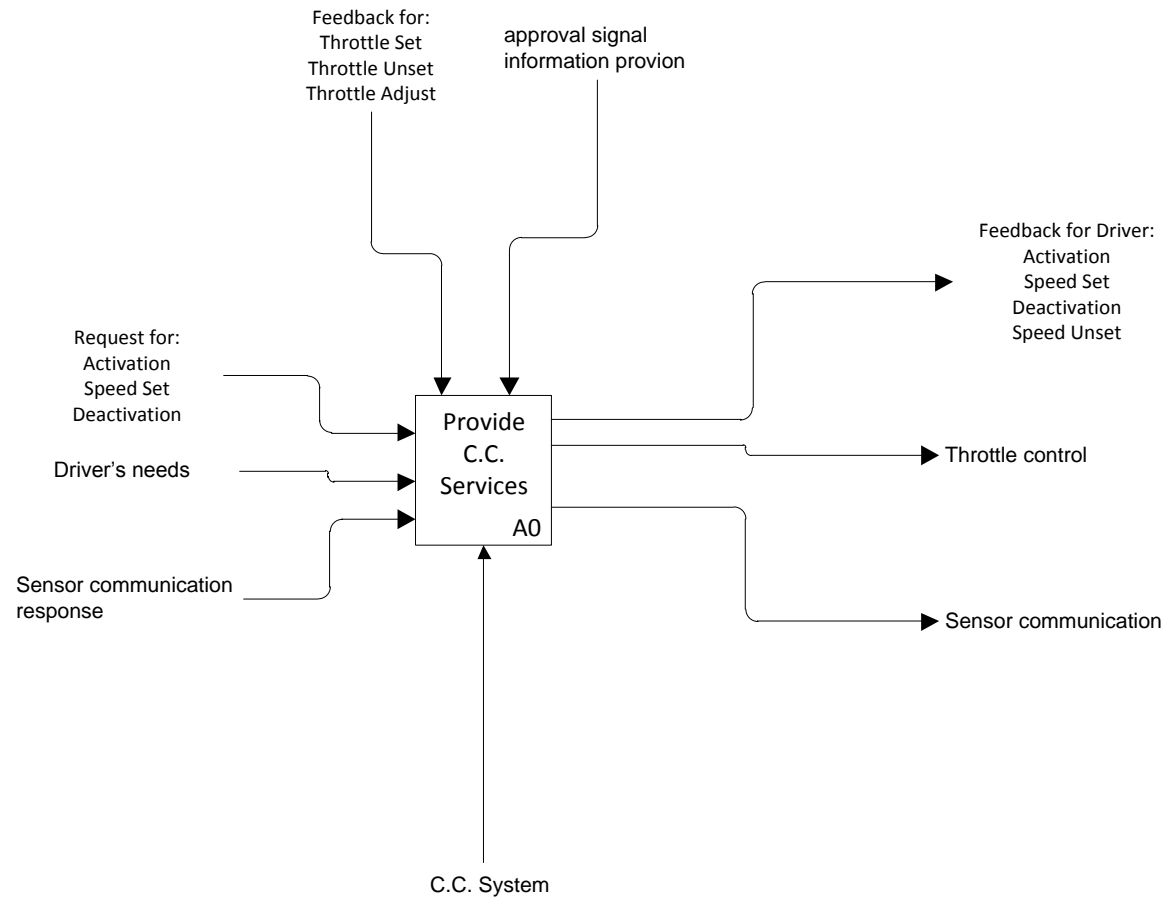 Feedback for:
Throttle Set
Throttle Unset
Throttle Adjust
approval signal
information provion
Feedback for Driver:
Activation
Speed Set
Deactivation
Speed Unset
Request for:
Activation
Speed Set
Deactivation
Provide
C.C.
Services
A0
Driver’s needs
Throttle control
Sensor communication
response
Sensor communication
C.C. System